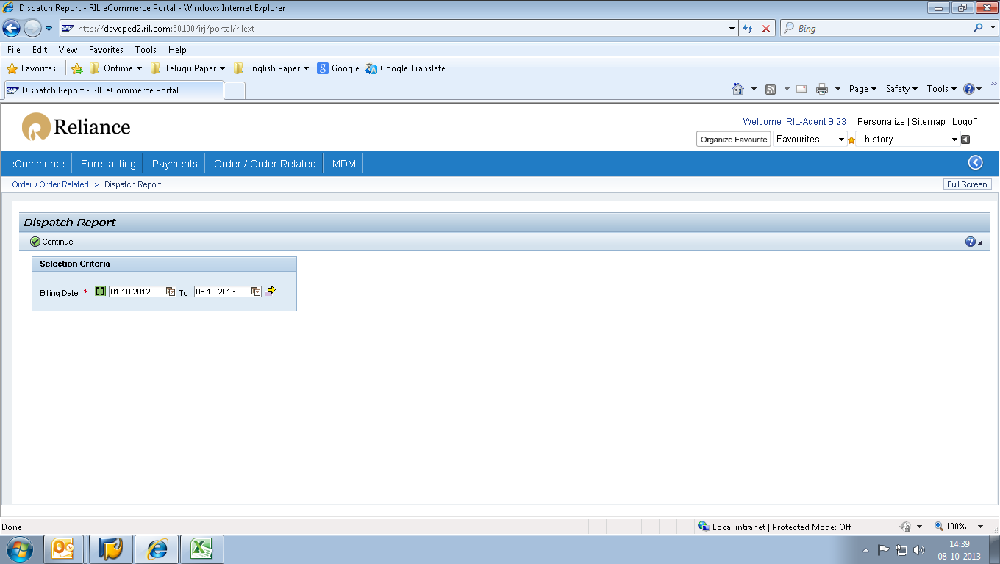 Dispatch Report - RIL eCommerce Portal - Windows Internet Explorer
http://deveped2.ril.com:50100/irj/portal/rilext
Bing
File Edit View Favorites Tools Help
Favorites Ontime Telugu Paper English Paper Google Google Translate
Dispatch Report - RIL eCommerce Portal
Page Safety Tools
Reliance
Welcome RIL-Agent B 23 Personalize | Sitemap | Logoff
Organize Favourite Favourites --history--
eCommerce Forecasting Payments Order / Order Related MDM
Order / Order Related > Dispatch Report Full Screen
Dispatch Report
Continue
Selection Criteria
Billing Date: * 01.10.2012 To 08.10.2013
Done Local intranet | Protected Mode: Off 100%
14:39
08-10-2013